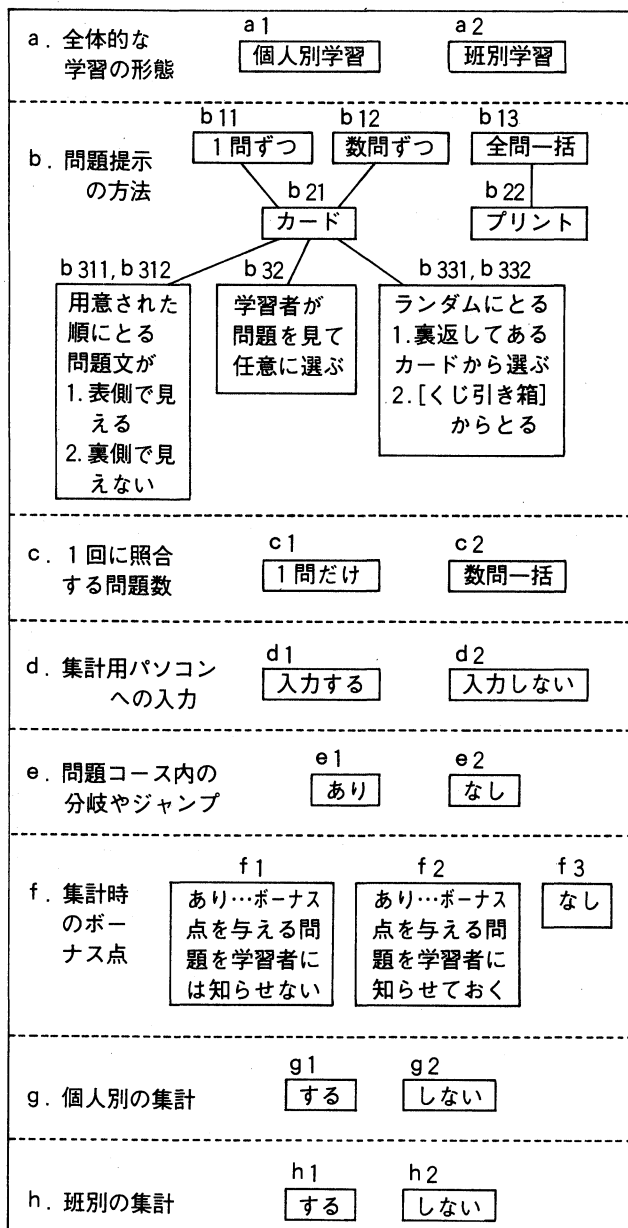 a. 全体的な
学習の形態
a1
個人別学習
a2
班別学習
b. 問題提示
の方法
b11
1問ずつ
b12
数問ずつ
b13
全問一括
b21
カード
b22
プリント
b311, b312
用意された
順にとる
問題文が
1. 表側で見
える
2. 裏側で見
えない
b32
学習者が
問題を見て
任意に選ぶ
b331, b332
ランダムにとる
1. 裏返してある
カードから選ぶ
2. [くじ引き箱]
からとる
c. 1回に照合
する問題数
c1
1問だけ
c2
数問一括
d. 集計用パソコン
への入力
d1
入力する
d2
入力しない
e. 問題コース内の
分岐やジャンプ
e1
あり
e2
なし
f. 集計時
のボー
ナス点
f1
あり…ボーナス
点を与える問
題を学習者に
は知らせない
f2
あり…ボーナス
点を与える問
題を学習者に
知らせておく
f3
なし
g. 個人別の集計
g1
する
g2
しない
h. 班別の集計
h1
する
h2
しない